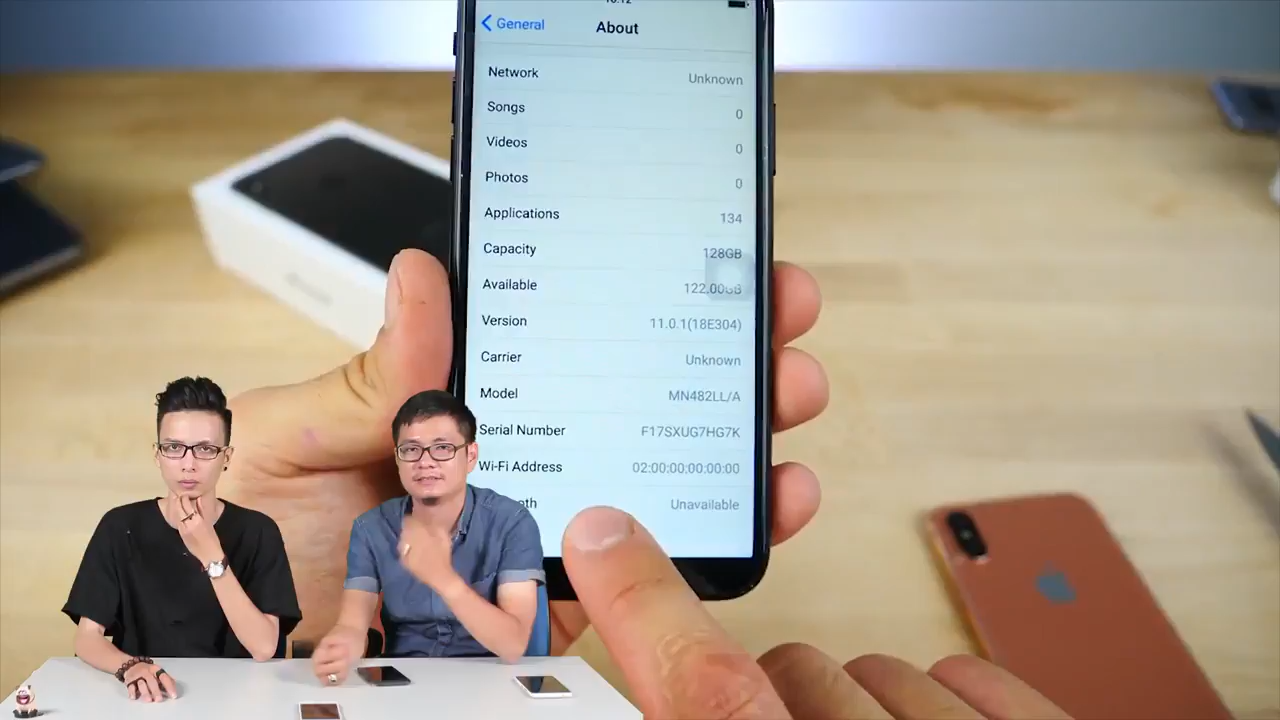 General
About
Network Unknown
Songs 0
Videos 0
Photos 0
Applications 134
Capacity 128GB
Available 122.00GB
Version 11.0.1(18E304)
Carrier Unknown
Model MN482LL/A
Serial Number F17SXUG7HG7K
Wi-Fi Address 02:00:00:00:00:00
th Unavailable